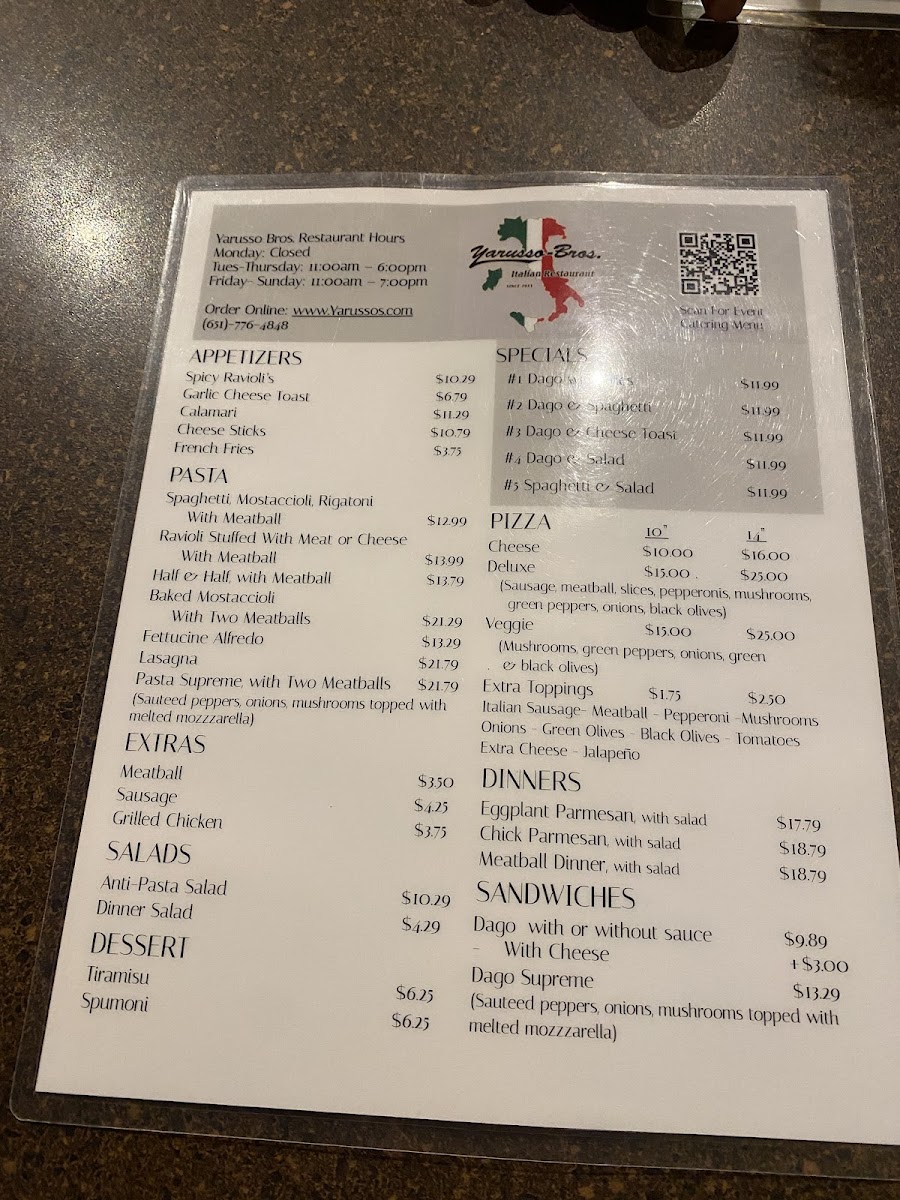 Yarusso Bros. Restaurant Hours
Monday: Closed
Tues-Thursday: 11:00am – 6:00pm
Friday- Sunday: 11:00am – 7:00pm
Order Online: www.Yarussos.com
(651)-776-4848
Yarusso-Bros.
Italian Restaurant
SINCE 1933
Scan For Event
Catering Menu
APPETIZERS
Spicy Ravioli's $10.29
Garlic Cheese Toast $6.79
Calamari $11.29
Cheese Sticks $10.79
French Fries $3.75
PASTA
Spaghetti, Mostaccioli, Rigatoni
With Meatball $12.99
Ravioli Stuffed With Meat or Cheese
With Meatball $13.99
Half & Half, with Meatball $13.79
Baked Mostaccioli
With Two Meatballs $21.29
Fettucine Alfredo $13.29
Lasagna $21.79
Pasta Supreme, with Two Meatballs $21.79
(Sauteed peppers, onions, mushrooms topped with
melted mozzzarella)
EXTRAS
Meatball $3.50
Sausage $4.25
Grilled Chicken $3.75
SALADS
Anti-Pasta Salad $10.29
Dinner Salad $4.29
DESSERT
Tiramisu $6.25
Spumoni $6.25
SPECIALS
#1 Dago $11.99
#2 Dago & Spaghetti $11.99
#3 Dago & Cheese Toast $11.99
#4 Dago & Salad $11.99
#5 Spaghetti & Salad $11.99
PIZZA 10" 14"
Cheese $10.00 $16.00
Deluxe $15.00 $25.00
(Sausage, meatball, slices, pepperonis, mushrooms,
green peppers, onions, black olives)
Veggie $15.00 $25.00
(Mushrooms, green peppers, onions, green
& black olives)
Extra Toppings $1.75 $2.50
Italian Sausage- Meatball - Pepperoni -Mushrooms
Onions - Green Olives - Black Olives - Tomatoes
Extra Cheese - Jalapeño
DINNERS
Eggplant Parmesan, with salad $17.79
Chick Parmesan, with salad $18.79
Meatball Dinner, with salad $18.79
SANDWICHES
Dago with or without sauce $9.89
- With Cheese +$3.00
Dago Supreme $13.29
(Sauteed peppers, onions, mushrooms topped with
melted mozzzarella)